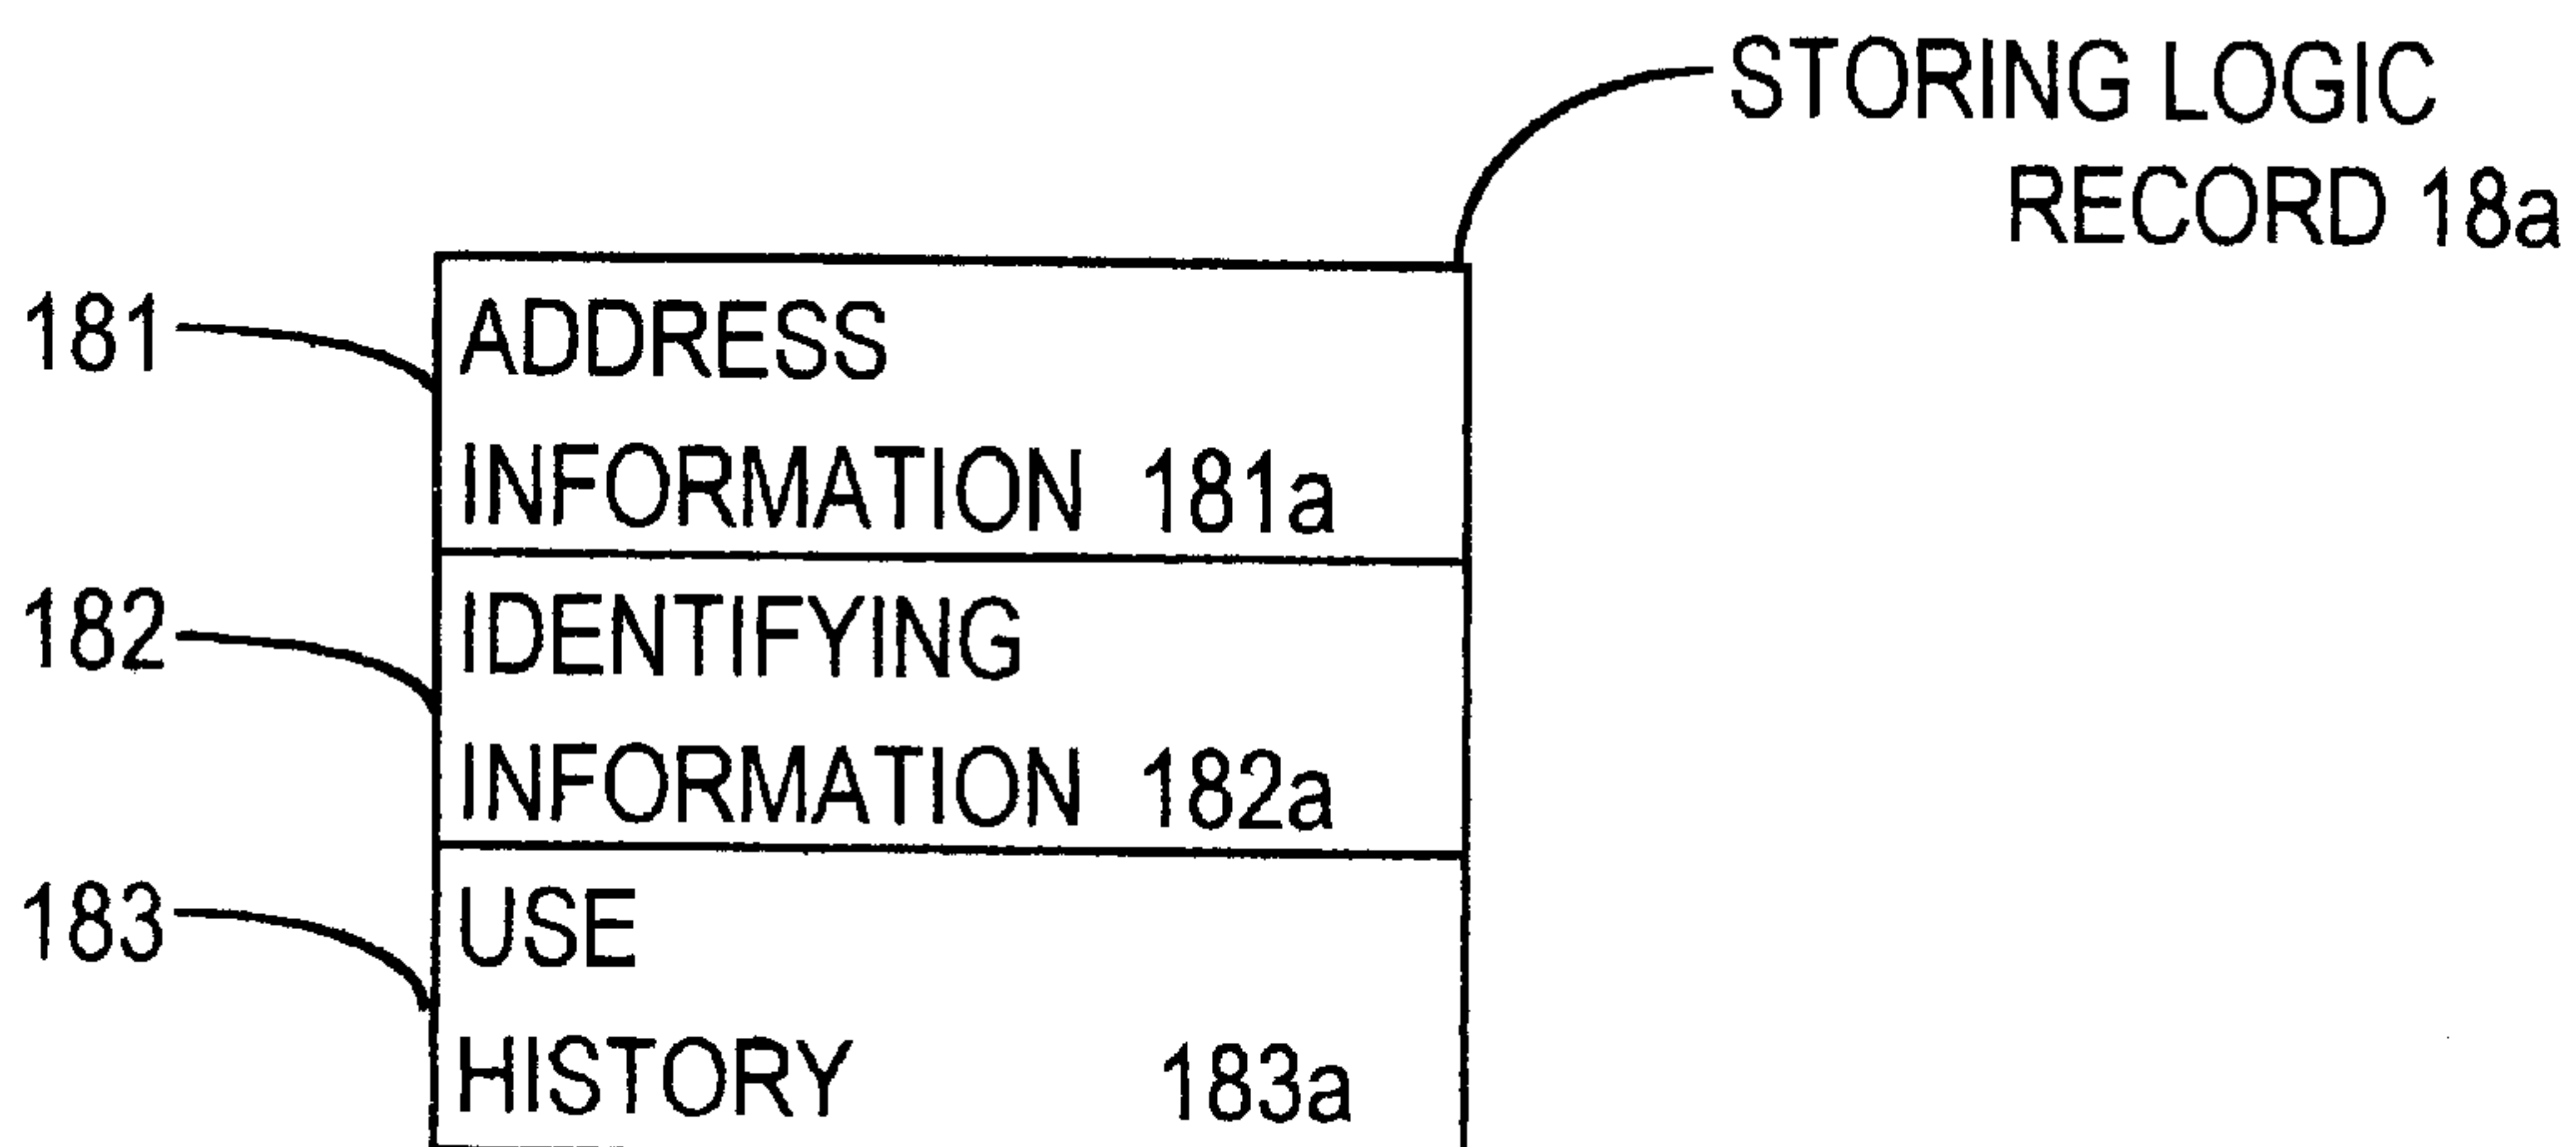 STORING LOGIC
RECORD 18a
181
ADDRESS
INFORMATION 181a
182
IDENTIFYING
INFORMATION 182a
183
USE
HISTORY 183a